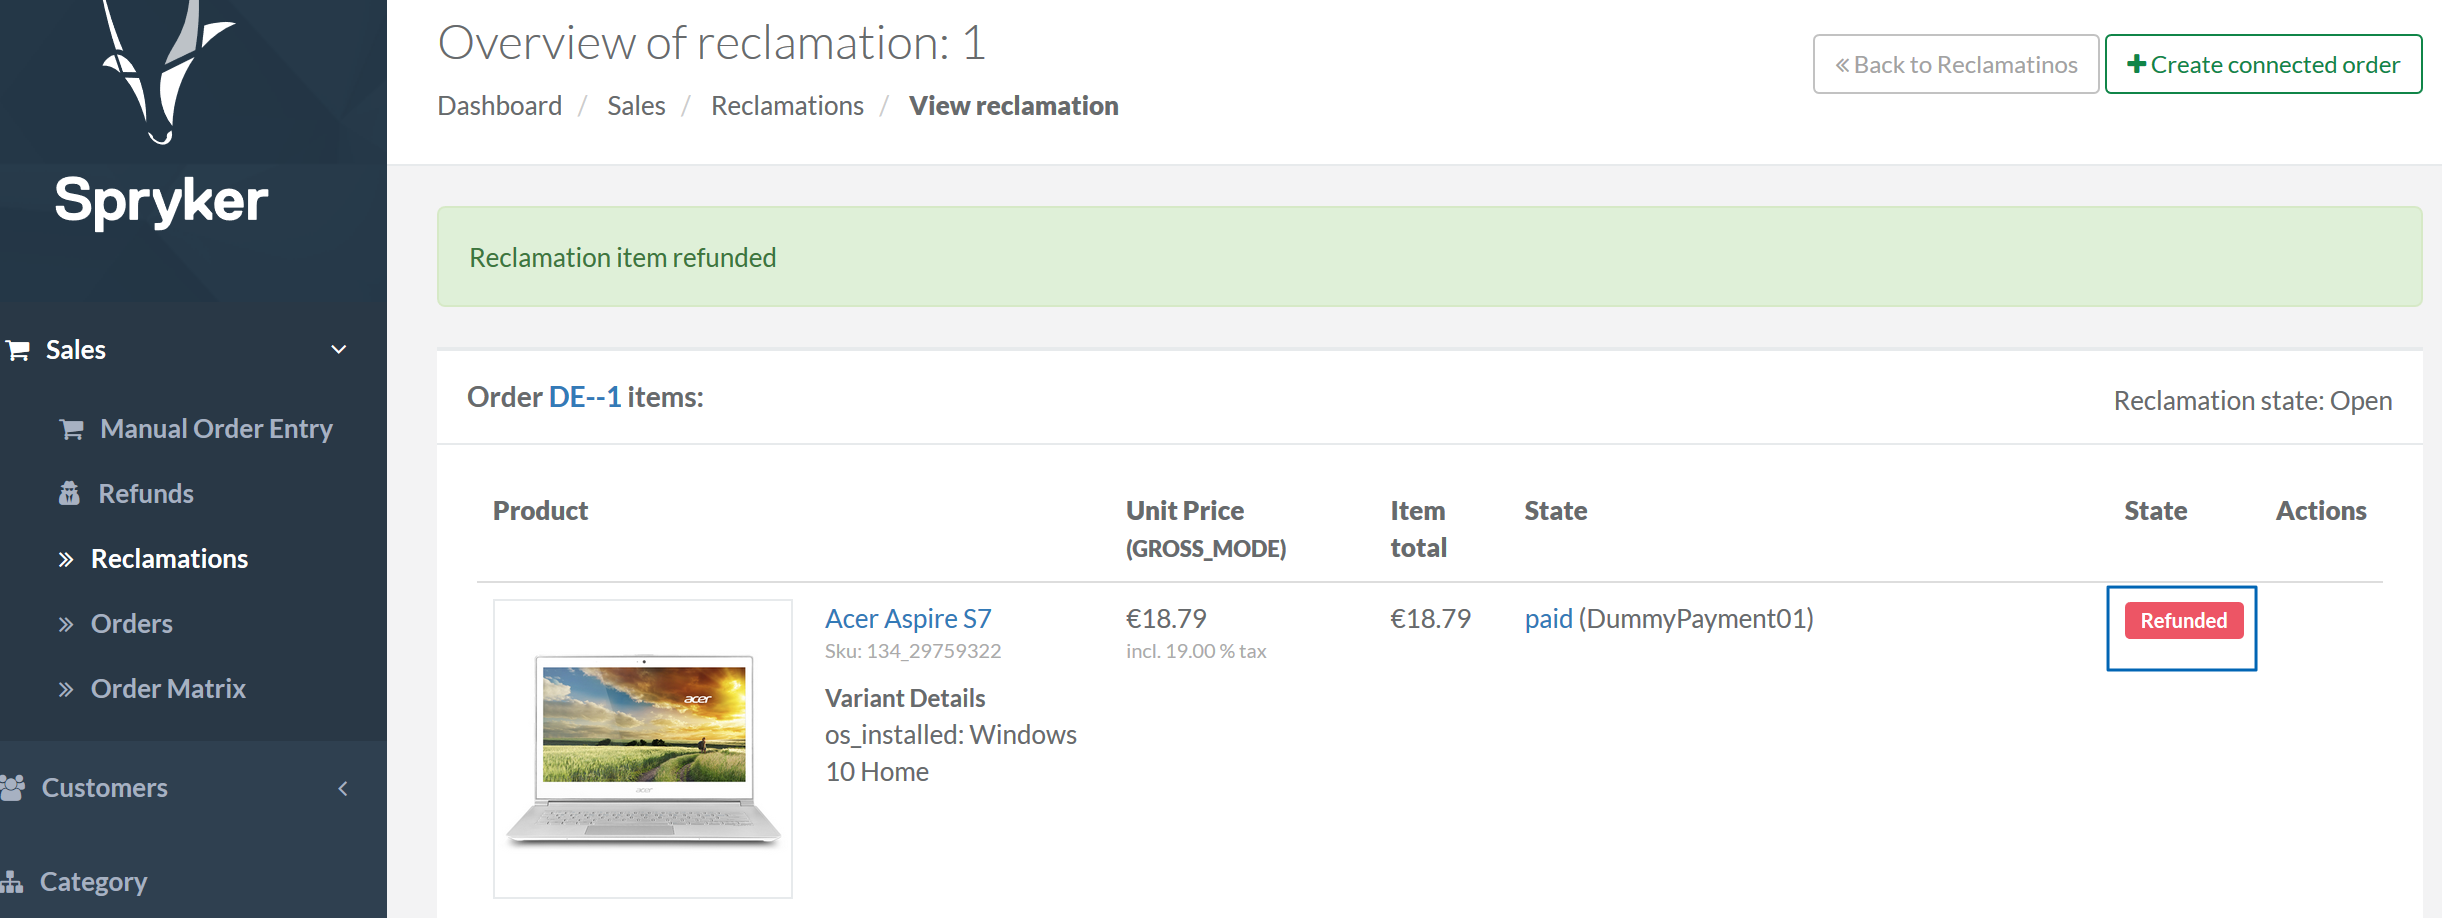 Spryker
Sales
Manual Order Entry
Refunds
Reclamations
Orders
Order Matrix
Customers
Category
Overview of reclamation: 1
Dashboard / Sales / Reclamations / View reclamation
« Back to Reclamatinos
+ Create connected order
Reclamation item refunded
Order DE--1 items:
Reclamation state: Open
Product
Unit Price
(GROSS_MODE)
Item
total
State
State
Actions
acer
acer
Acer Aspire S7
Sku: 134_29759322
Variant Details
os_installed: Windows
10 Home
€18.79
incl. 19.00 % tax
€18.79
paid (DummyPayment01)
Refunded